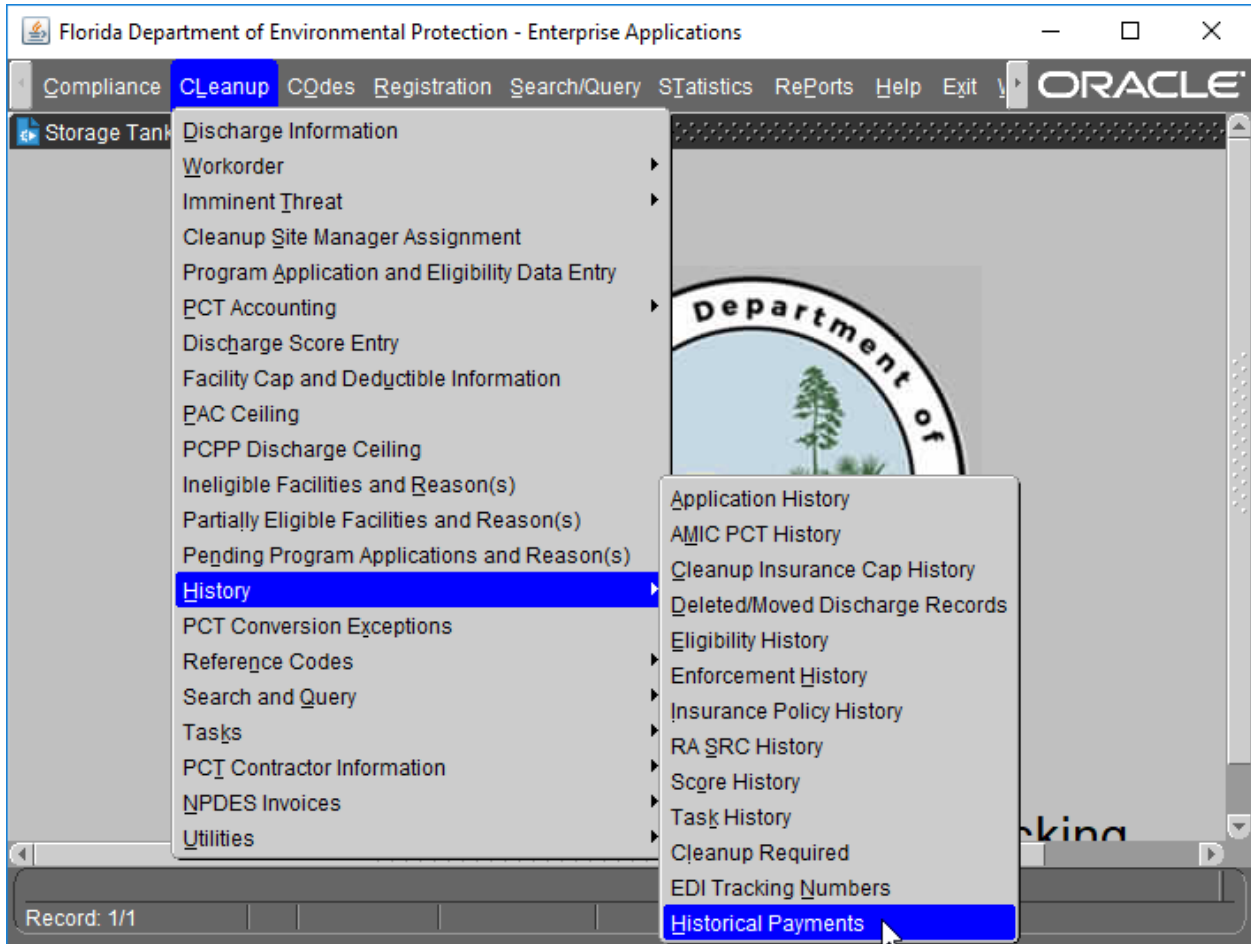 Florida Department of Environmental Protection - Enterprise Applications
Compliance CLeanup COdes Registration Search/Query STatistics RePorts Help Exit ORACLE
Storage Tank
Discharge Information
Workorder
Imminent Threat
Cleanup Site Manager Assignment
Program Application and Eligibility Data Entry
PCT Accounting
Discharge Score Entry
Facility Cap and Deductible Information
PAC Ceiling
PCPP Discharge Ceiling
Ineligible Facilities and Reason(s)
Partially Eligible Facilities and Reason(s)
Pending Program Applications and Reason(s)
History
PCT Conversion Exceptions
Reference Codes
Search and Query
Tasks
PCT Contractor Information
NPDES Invoices
Utilities
Department of
Application History
AMIC PCT History
Cleanup Insurance Cap History
Deleted/Moved Discharge Records
Eligibility History
Enforcement History
Insurance Policy History
RA SRC History
Score History
Task History
Cleanup Required
EDI Tracking Numbers
Historical Payments
king
Record: 1/1